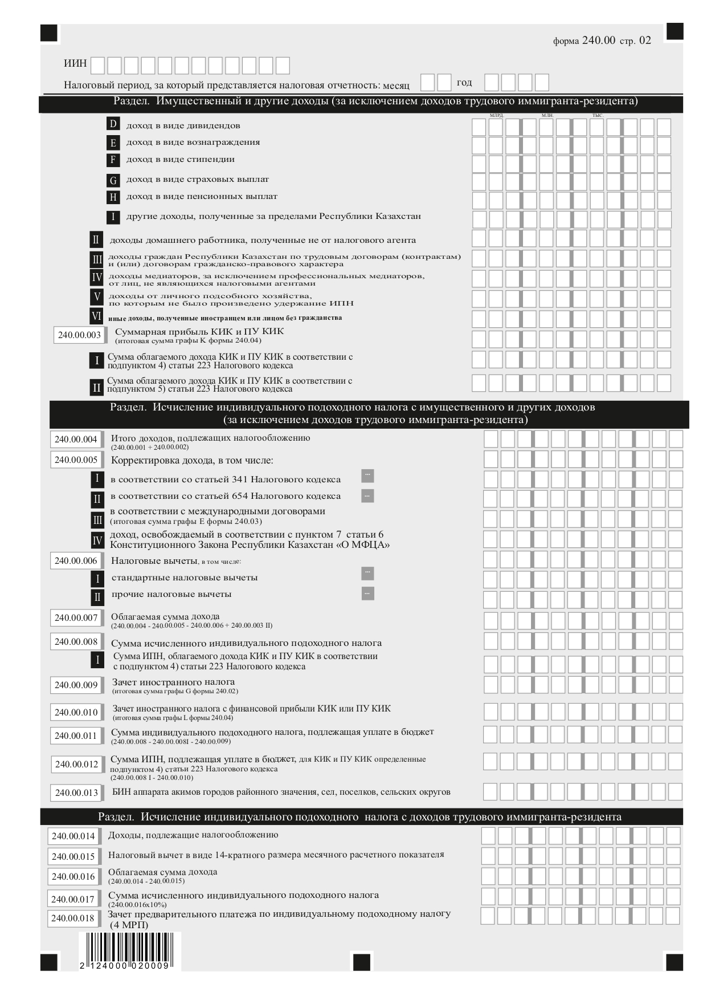 форма 240.00 стр. 02
ИИН
Налоговый период, за который представляется налоговая отчетность: месяц год
Раздел. Имущественный и другие доходы (за исключением доходов трудового иммигранта-резидента)
МЛРД. МЛН. ТЫС.
D доход в виде дивидендов
E доход в виде вознаграждения
F доход в виде стипендии
G доход в виде страховых выплат
H доход в виде пенсионных выплат
I другие доходы, полученные за пределами Республики Казахстан
II доходы домашнего работника, полученные не от налогового агента
III доходы граждан Республики Казахстан по трудовым договорам (контрактам)
и (или) договорам гражданско-правового характера
IV доходы медиаторов, за исключением профессиональных медиаторов,
от лиц, не являющихся налоговыми агентами
V доходы от личного подсобного хозяйства,
по которым не было произведено удержание ИПН
VI иные доходы, полученные иностранцем или лицом без гражданства
240.00.003 Суммарная прибыль КИК и ПУ КИК
(итоговая сумма графы K формы 240.04)
I Сумма облагаемого дохода КИК и ПУ КИК в соответствии с
подпунктом 4) статьи 223 Налогового кодекса
II Сумма облагаемого дохода КИК и ПУ КИК в соответствии с
подпунктом 5) статьи 223 Налогового кодекса
Раздел. Исчисление индивидуального подоходного налога с имущественного и других доходов
(за исключением доходов трудового иммигранта-резидента)
240.00.004 Итого доходов, подлежащих налогообложению
(240.00.001 + 240.00.002)
240.00.005 Корректировка дохода, в том числе:
I в соответствии со статьей 341 Налогового кодекса ...
II в соответствии со статьей 654 Налогового кодекса ...
III в соответствии с международными договорами
(итоговая сумма графы E формы 240.03)
IV доход, освобождаемый в соответствии с пунктом 7 статьи 6
Конституционного Закона Республики Казахстан «О МФЦА»
240.00.006 Налоговые вычеты, в том числе:
I стандартные налоговые вычеты ...
II прочие налоговые вычеты ...
240.00.007 Облагаемая сумма дохода
(240.00.004 - 240.00.005 - 240.00.006 + 240.00.003 II)
240.00.008 Сумма исчисленного индивидуального подоходного налога
I Сумма ИПН, облагаемого дохода КИК и ПУ КИК в соответствии
с подпунктом 4) статьи 223 Налогового кодекса
240.00.009 Зачет иностранного налога
(итоговая сумма графы G формы 240.02)
240.00.010 Зачет иностранного налога с финансовой прибыли КИК или ПУ КИК
(итоговая сумма графы L формы 240.04)
240.00.011 Сумма индивидуального подоходного налога, подлежащая уплате в бюджет
(240.00.008 - 240.00.008I - 240.00.009)
240.00.012 Сумма ИПН, подлежащая уплате в бюджет, для КИК и ПУ КИК определенные
подпунктом 4) статьи 223 Налогового кодекса
(240.00.008 I - 240.00.010)
240.00.013 БИН аппарата акимов городов районного значения, сел, поселков, сельских округов
Раздел. Исчисление индивидуального подоходного налога с доходов трудового иммигранта-резидента
240.00.014 Доходы, подлежащие налогообложению
240.00.015 Налоговый вычет в виде 14-кратного размера месячного расчетного показателя
240.00.016 Облагаемая сумма дохода
(240.00.014 - 240.00.015)
240.00.017 Сумма исчисленного индивидуального подоходного налога
(240.00.016х10%)
240.00.018 Зачет предварительного платежа по индивидуальному подоходному налогу
(4 МРП)
2 124000 020009